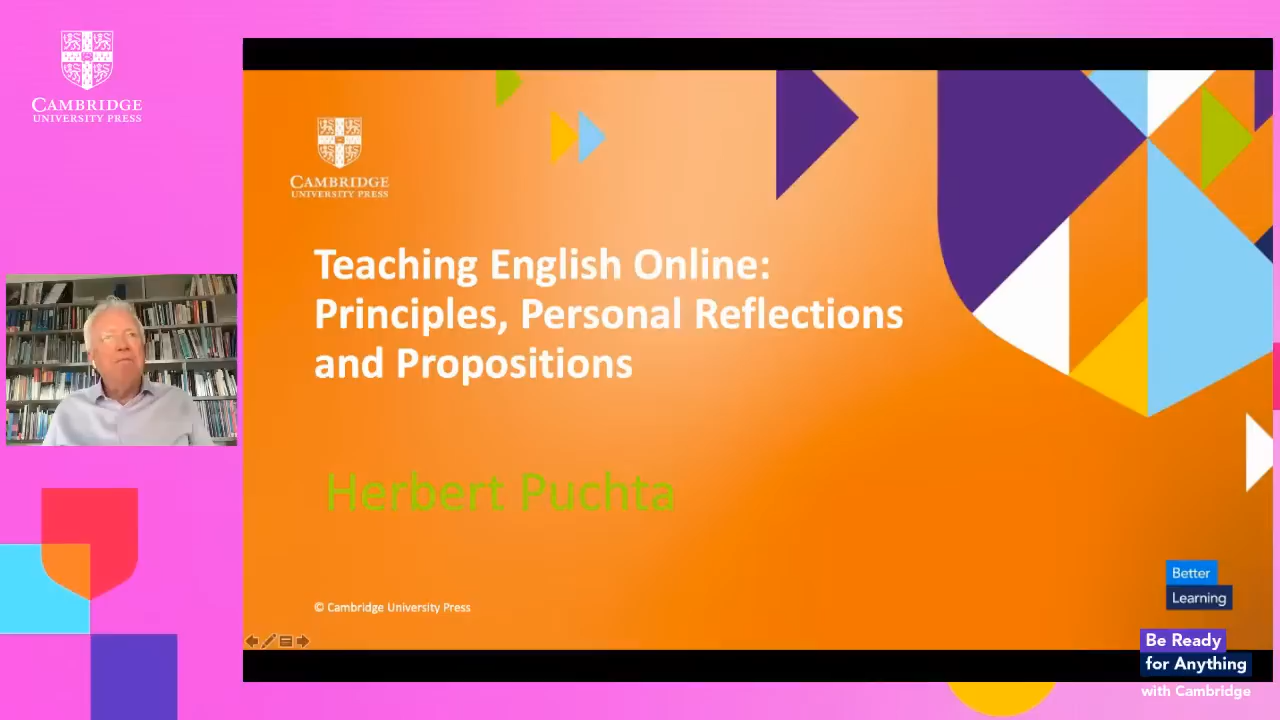 CAMBRIDGE
UNIVERSITY PRESS
CAMBRIDGE
UNIVERSITY PRESS
Teaching English Online:
Principles, Personal Reflections
and Propositions
Herbert Puchta
© Cambridge University Press
Better
Learning
Be Ready
for Anything
with Cambridge